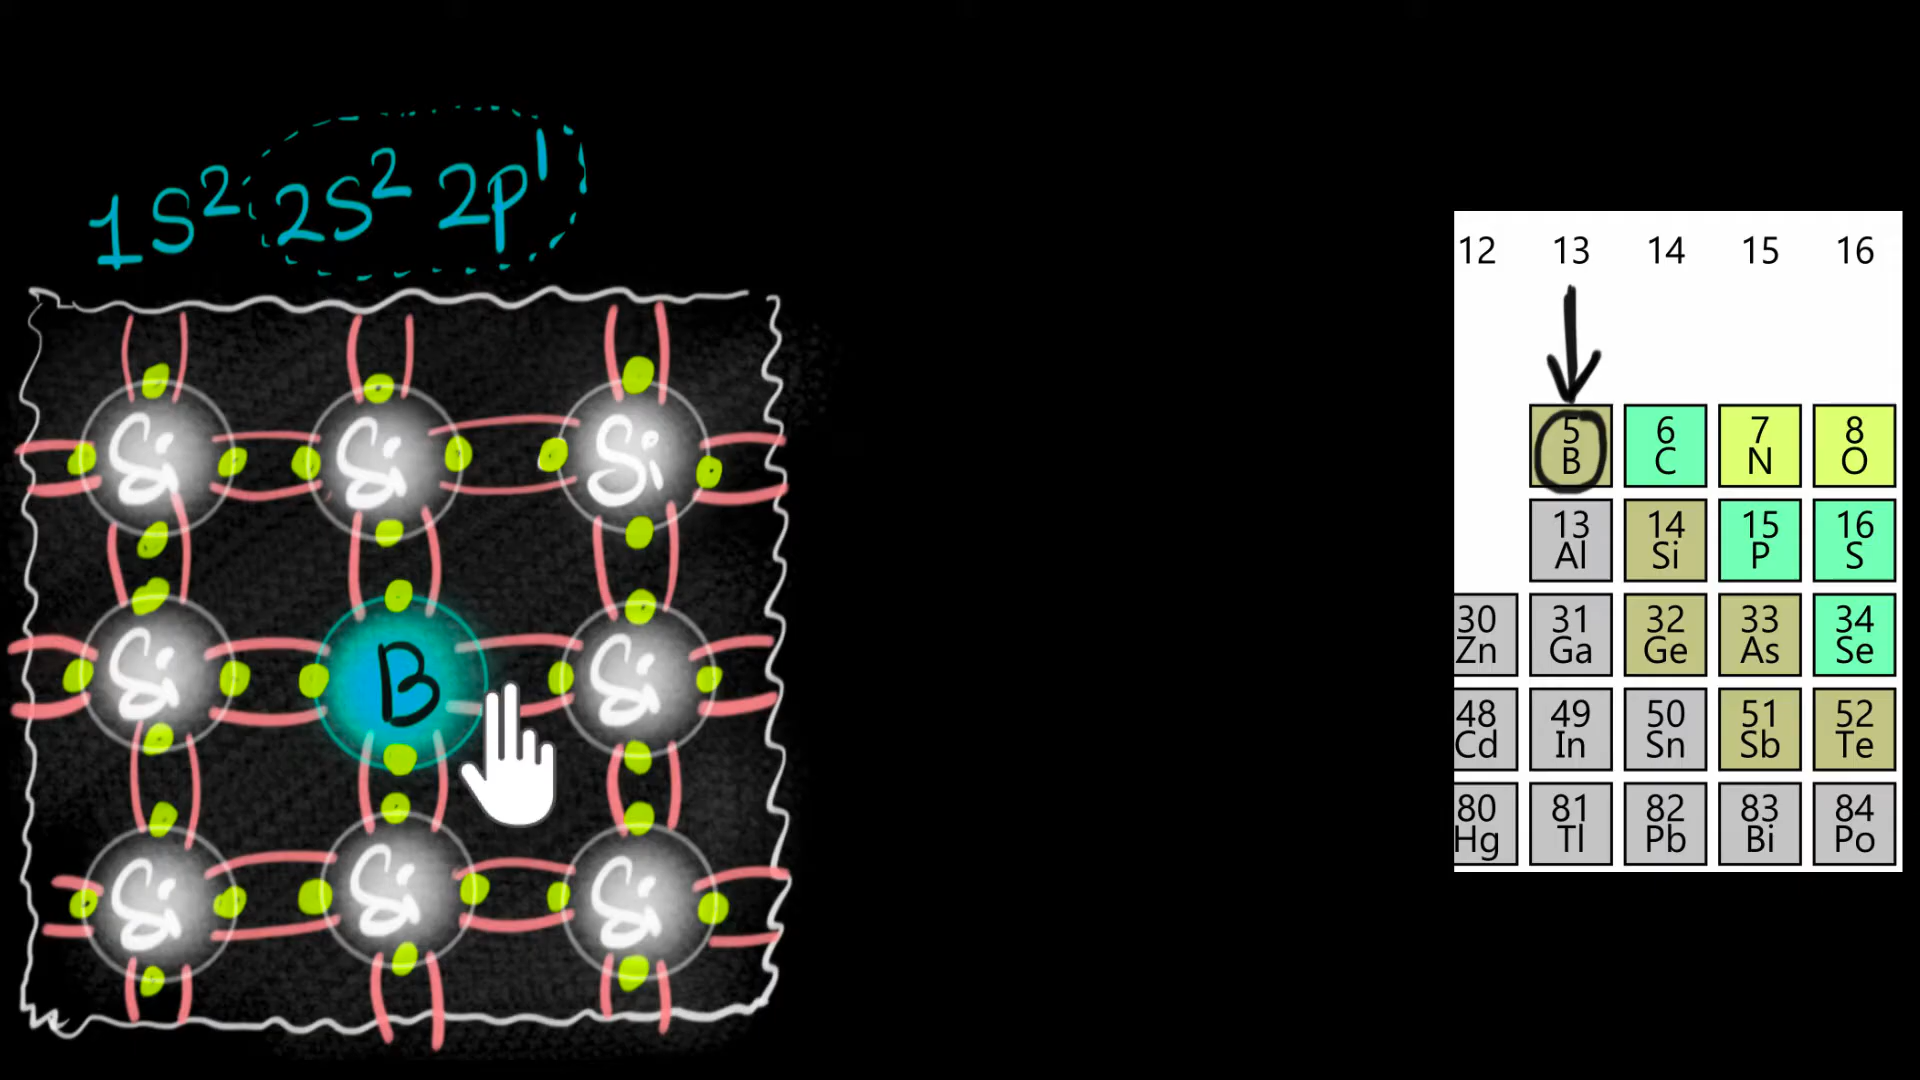 1s² 2s² 2p¹
Si Si Si
Si B Si
Si Si Si
12 13 14 15 16
5 6 7 8
B C N O
13 14 15 16
Al Si P S
30 31 32 33 34
Zn Ga Ge As Se
48 49 50 51 52
Cd In Sn Sb Te
80 81 82 83 84
Hg Tl Pb Bi Po